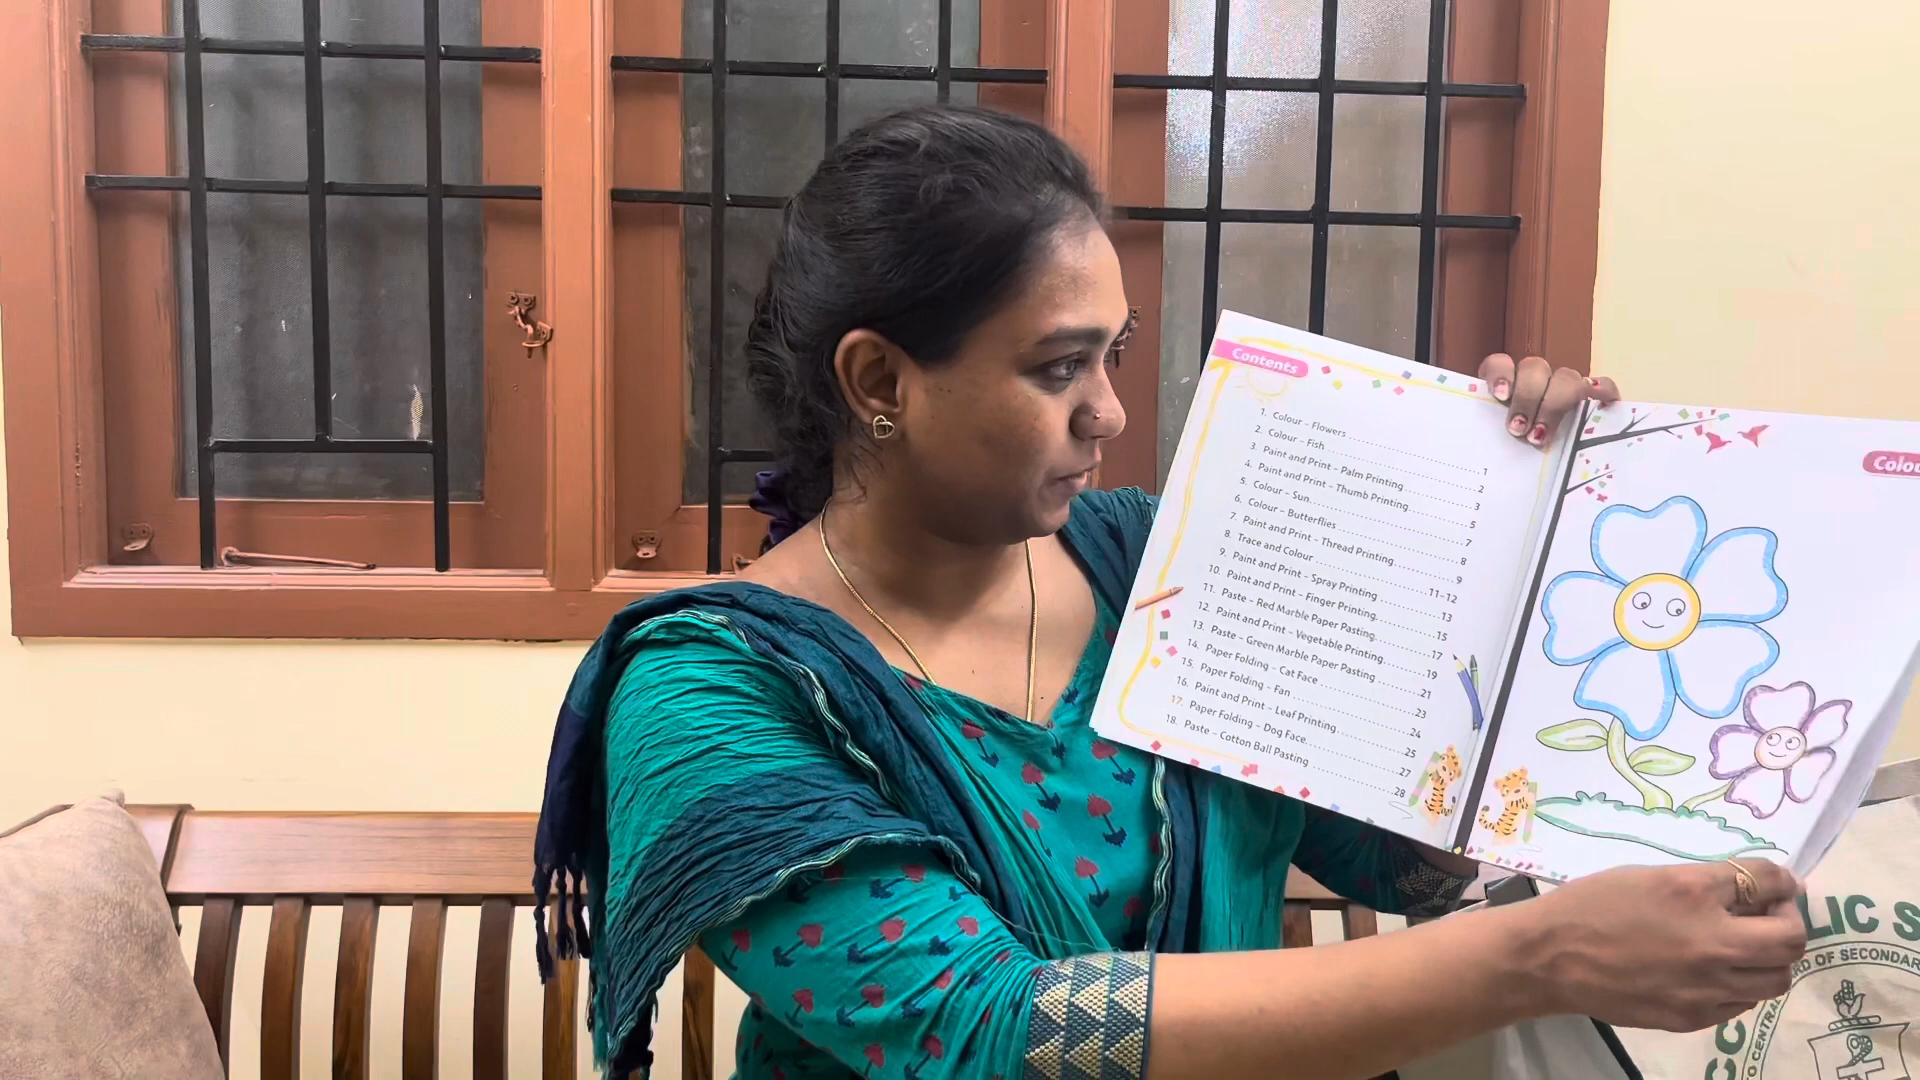 Contents
1. Colour – Flowers ........ 1
2. Colour – Fish ........ 2
3. Paint and Print – Palm Printing ........ 3
4. Paint and Print – Thumb Printing ........ 5
5. Colour – Sun ........ 7
6. Colour – Butterflies ........ 8
7. Paint and Print – Thread Printing ........ 9
8. Trace and Colour ........ 11–12
9. Paint and Print – Spray Printing ........ 13
10. Paint and Print – Finger Printing ........ 15
11. Paste – Red Marble Paper Pasting ........ 17
12. Paint and Print – Vegetable Printing ........ 19
13. Paste – Green Marble Paper Pasting ........ 21
14. Paper Folding – Cat Face ........ 23
15. Paper Folding – Fan ........ 24
16. Paint and Print – Leaf Printing ........ 25
17. Paper Folding – Dog Face ........ 27
18. Paste – Cotton Ball Pasting ........ 28
Colou
LIC S
RD OF SECONDAR
O CENTRAL
CC